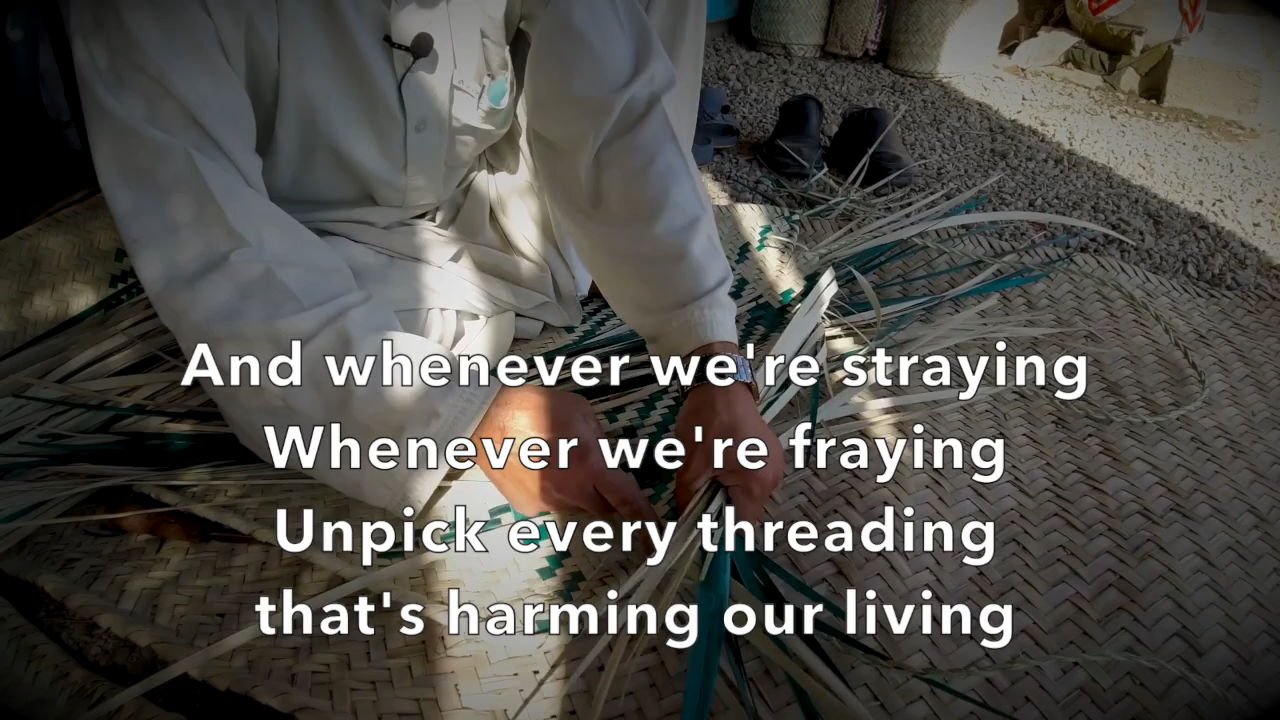 And whenever we're straying
Whenever we're fraying
Unpick every threading
that's harming our living